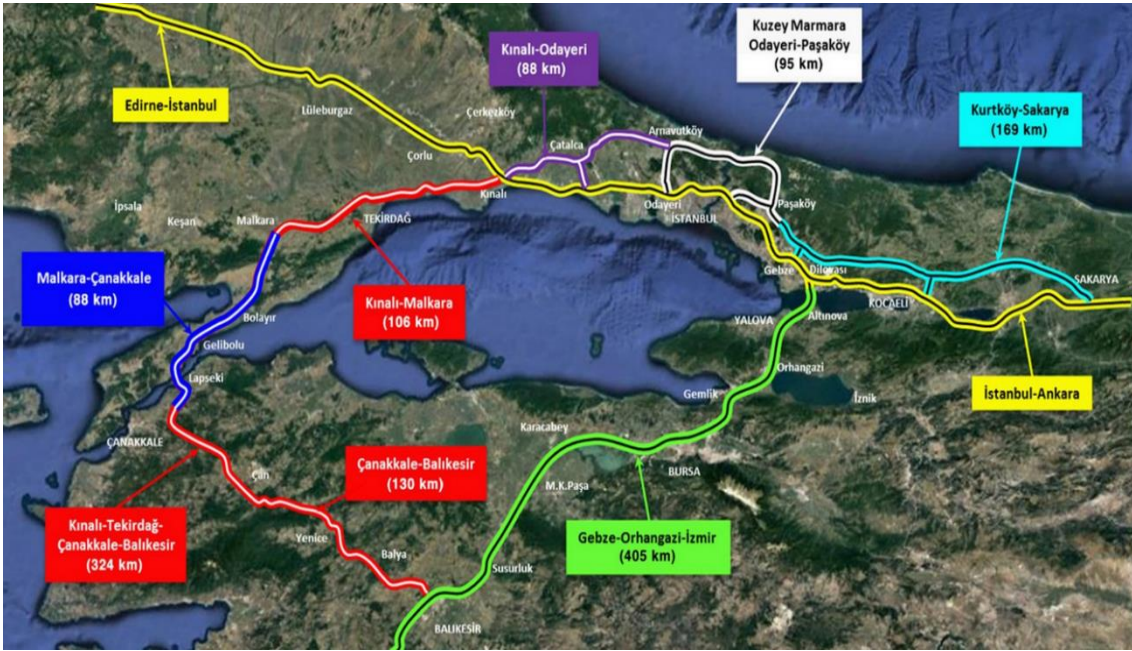 Kınalı-Odayeri
(88 km)
Kuzey Marmara
Odayeri-Paşaköy
(95 km)
Edirne-İstanbul
Lüleburgaz
Çerkezköy
Kurtköy-Sakarya
(169 km)
Çorlu
Çatalca
Arnavutköy
Kınalı
Odayeri
İSTANBUL
Paşaköy
İpsala
Keşan
Malkara
TEKİRDAĞ
Malkara-Çanakkale
(88 km)
Kınalı-Malkara
(106 km)
Gebze
Dilovası
KOCAELİ
SAKARYA
Bolayır
Gelibolu
YALOVA
Altınova
Lapseki
Orhangazi
Gemlik
İznik
İstanbul-Ankara
ÇANAKKALE
Karacabey
Çan
Çanakkale-Balıkesir
(130 km)
BURSA
M.K.Paşa
Kınalı-Tekirdağ-
Çanakkale-Balıkesir
(324 km)
Yenice
Balya
Susurluk
Gebze-Orhangazi-İzmir
(405 km)
BALIKESİR